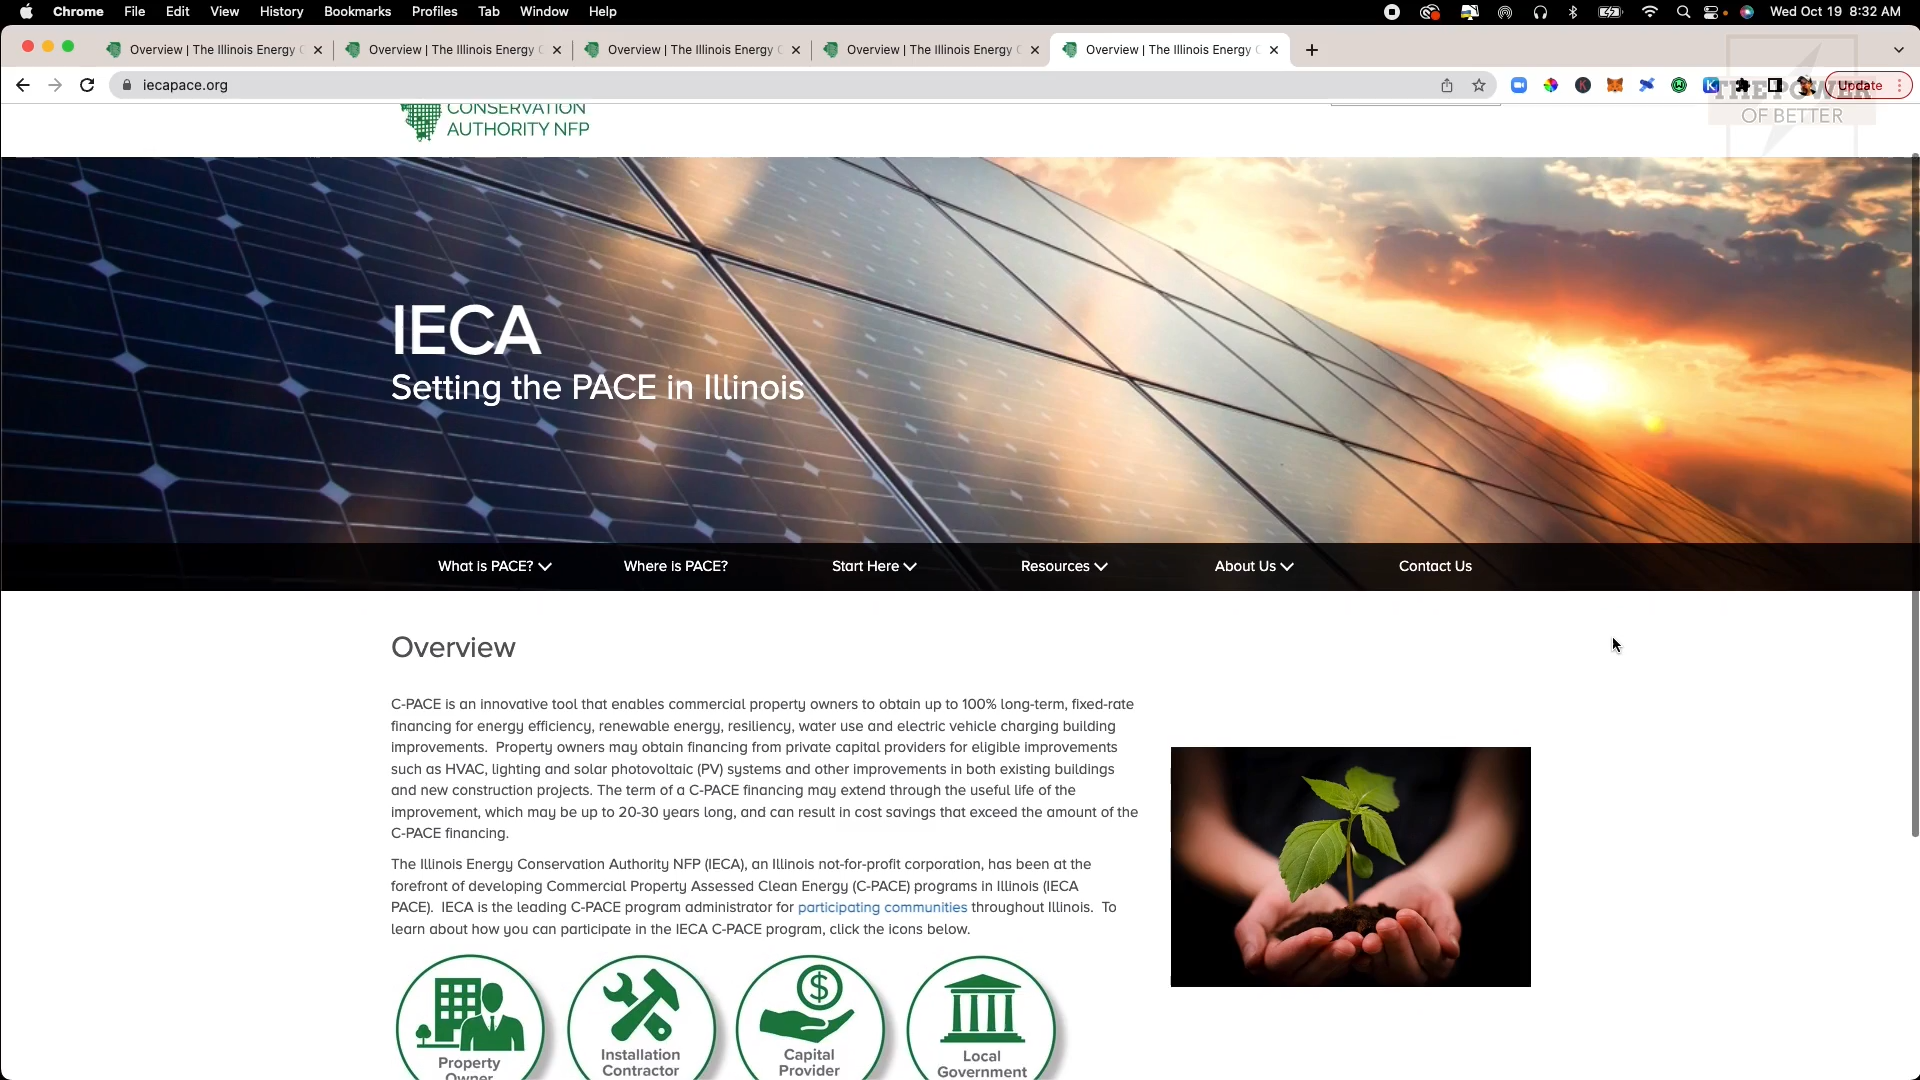 Chrome File Edit View History Bookmarks Profiles Tab Window Help Wed Oct 19 8:32 AM
Overview | The Illinois Energy Overview | The Illinois Energy Overview | The Illinois Energy Overview | The Illinois Energy Overview | The Illinois Energy
iecapace.org Update
THE POWER
OF BETTER
CONSERVATION
AUTHORITY NFP
IECA
Setting the PACE in Illinois
What is PACE? Where is PACE? Start Here Resources About Us Contact Us
Overview
C-PACE is an innovative tool that enables commercial property owners to obtain up to 100% long-term, fixed-rate
financing for energy efficiency, renewable energy, resiliency, water use and electric vehicle charging building
improvements. Property owners may obtain financing from private capital providers for eligible improvements
such as HVAC, lighting and solar photovoltaic (PV) systems and other improvements in both existing buildings
and new construction projects. The term of a C-PACE financing may extend through the useful life of the
improvement, which may be up to 20-30 years long, and can result in cost savings that exceed the amount of the
C-PACE financing.
The Illinois Energy Conservation Authority NFP (IECA), an Illinois not-for-profit corporation, has been at the
forefront of developing Commercial Property Assessed Clean Energy (C-PACE) programs in Illinois (IECA
PACE). IECA is the leading C-PACE program administrator for participating communities throughout Illinois. To
learn about how you can participate in the IECA C-PACE program, click the icons below.
Property
Owner
Installation
Contractor
$
Capital
Provider
Local
Government